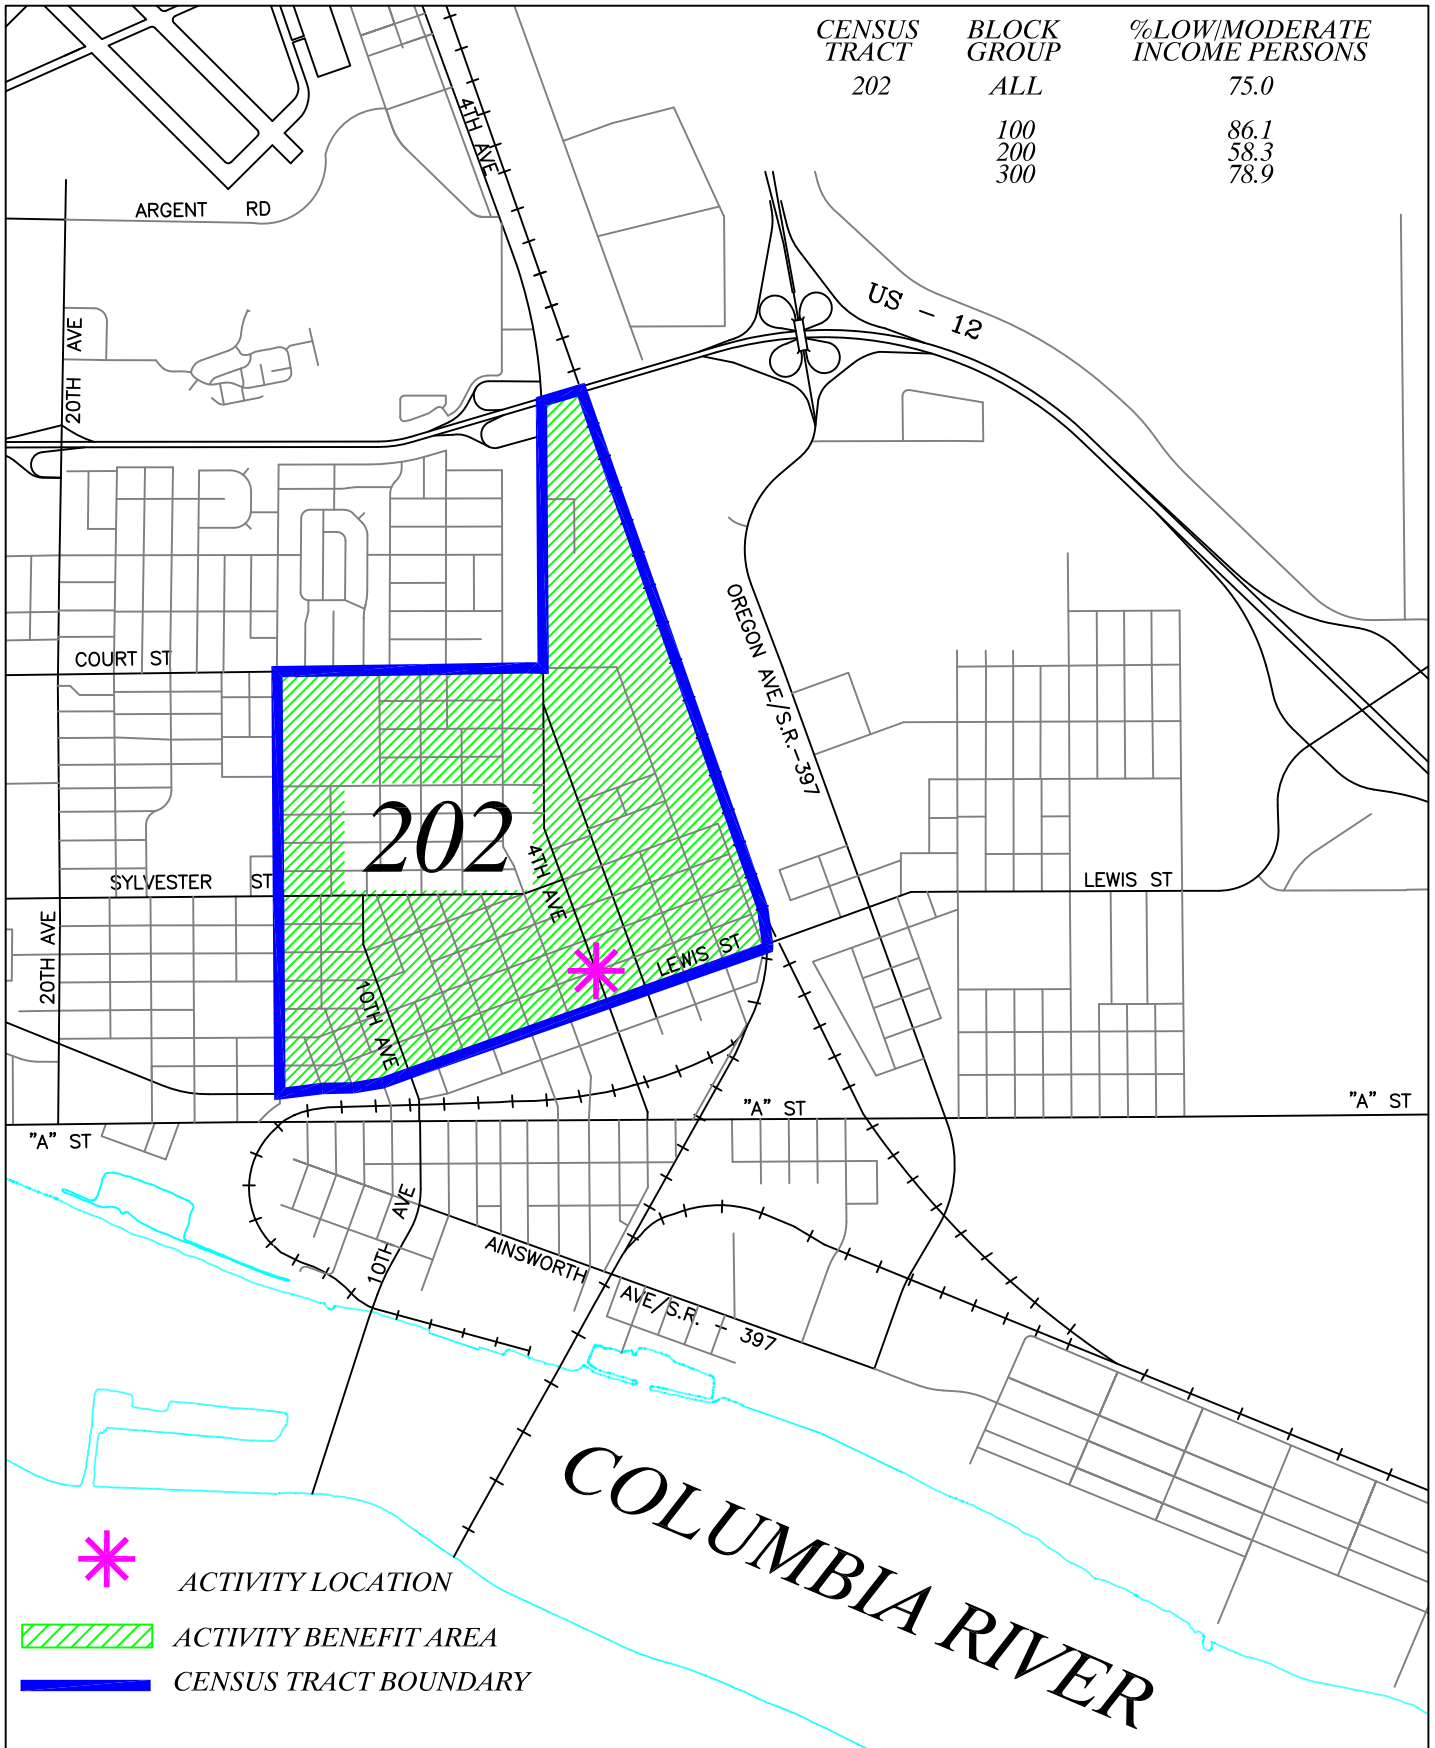 CENSUS TRACT BLOCK GROUP %LOW/MODERATE INCOME PERSONS
202 ALL 75.0
100 86.1
200 58.3
300 78.9
4TH AVE
ARGENT RD
US - 12
20TH AVE
OREGON AVE/S.R.-397
COURT ST
202
4TH AVE
SYLVESTER ST
LEWIS ST
20TH AVE
LEWIS ST
10TH AVE
"A" ST
"A" ST
"A" ST
10TH AVE
AINSWORTH AVE/S.R. - 397
COLUMBIA RIVER
ACTIVITY LOCATION
ACTIVITY BENEFIT AREA
CENSUS TRACT BOUNDARY